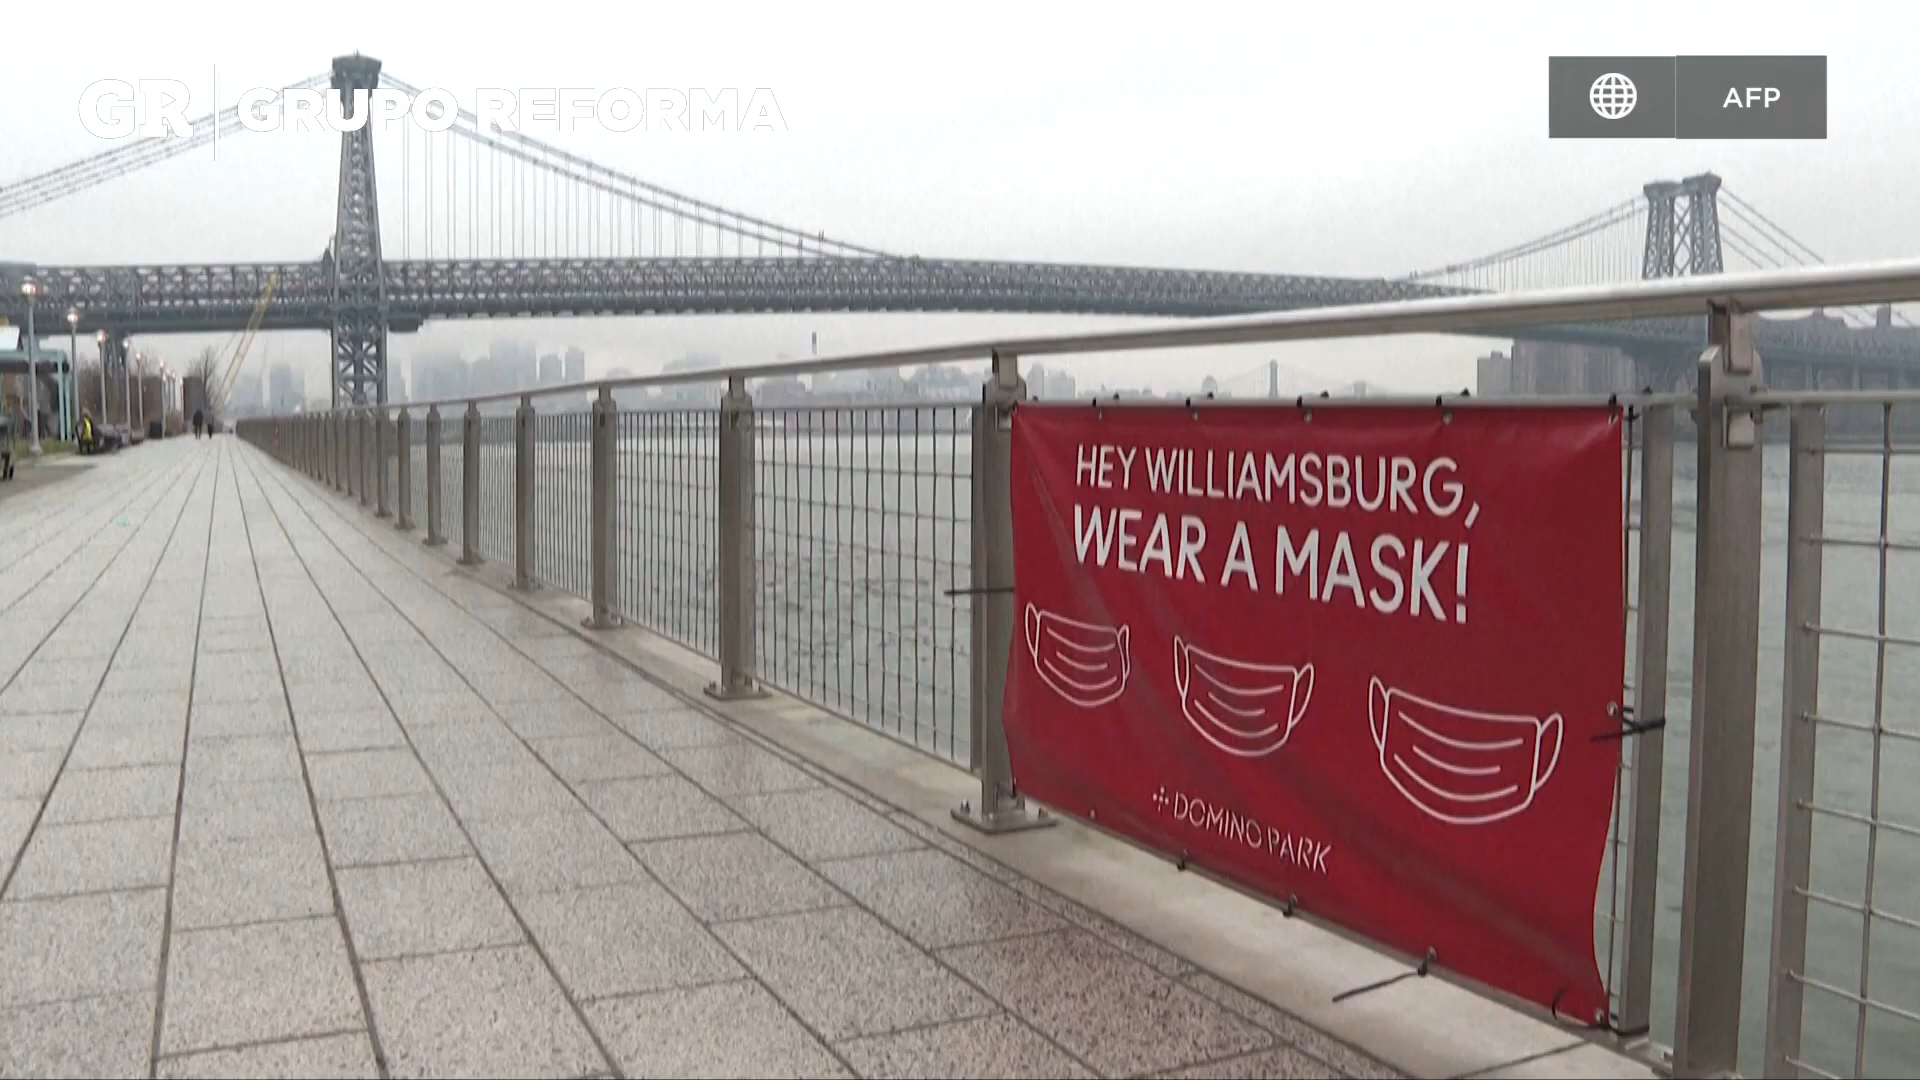 GR GRUPO REFORMA
AFP
HEY WILLIAMSBURG,
WEAR A MASK!
DOMINO PARK